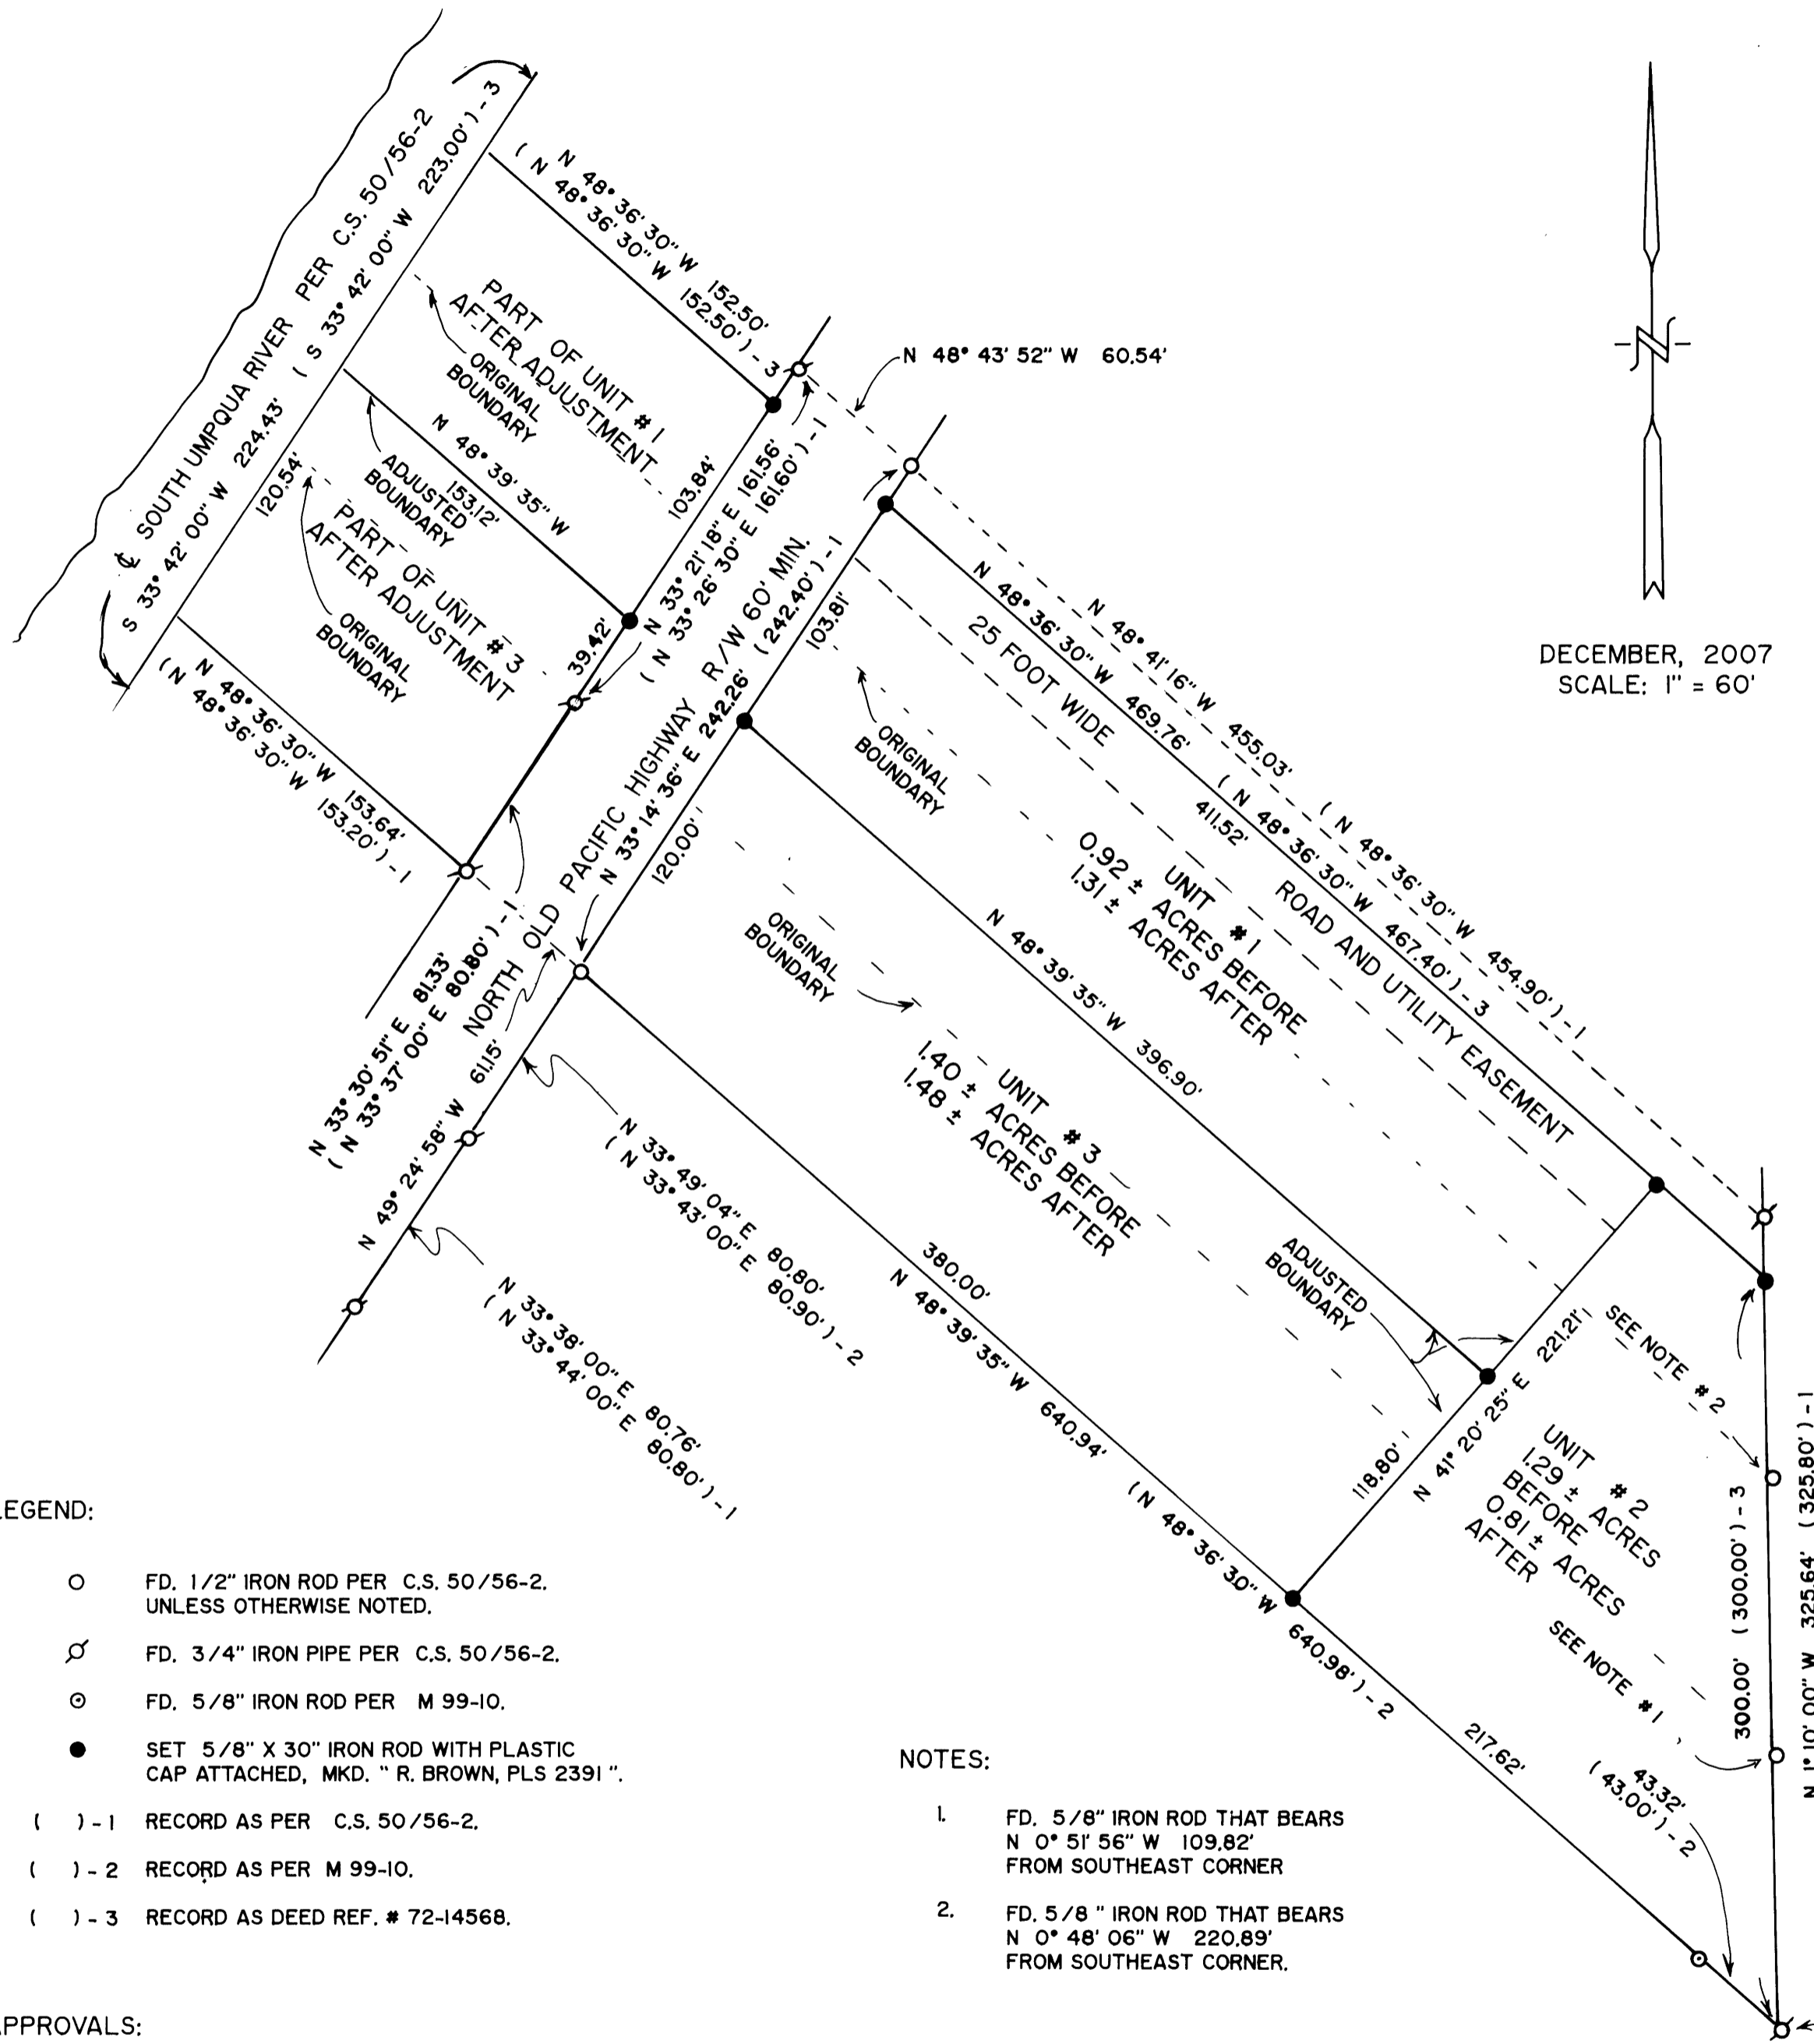 ℄ SOUTH UMPQUA RIVER PER C.S. 50/56-2
S 33° 42' 00" W 224.43' ( S 33° 42' 00" W 223.00' ) - 3
N 48° 36' 30" W 152.50'
( N 48° 36' 30" W 152.50' ) - 3
PART OF UNIT #1
AFTER ADJUSTMENT
ORIGINAL
BOUNDARY
N 48° 39' 35" W
153.12'
ADJUSTED
BOUNDARY
120.54'
PART OF UNIT # 3
AFTER ADJUSTMENT
ORIGINAL
BOUNDARY
N 48° 36' 30" W 153.64'
( N 48° 36' 30" W 153.20' ) - 1
103.84'
39.42'
N 33° 21' 18" E 161.56'
( N 33° 26' 30" E 161.60' ) - 1
N 48° 43' 52" W 60.54'
NORTH OLD PACIFIC HIGHWAY R/W 60' MIN.
N 33° 14' 36" E 242.26' ( 242.40' ) - 1
103.81'
120.00'
N 33° 30' 51" E 81.33'
( N 33° 37' 00" E 80.80' ) - 1
N 49° 24' 58" W 61.15'
N 33° 49' 04" E 80.80'
( N 33° 43' 00" E 80.90' ) - 2
N 33° 38' 00" E 80.76'
( N 33° 44' 00" E 80.80' ) - 1
N 48° 41' 16" W 455.03' ( N 48° 36' 30" W 454.90' ) - 1
N 48° 36' 30" W 469.76' ( N 48° 36' 30" W 467.40' ) - 3
411.52'
25 FOOT WIDE ROAD AND UTILITY EASEMENT
ORIGINAL
BOUNDARY
UNIT # 1
0.92 ± ACRES BEFORE
1.31 ± ACRES AFTER
N 48° 39' 35" W 396.90'
ORIGINAL
BOUNDARY
UNIT # 3
1.40 ± ACRES BEFORE
1.48 ± ACRES AFTER
380.00'
N 48° 39' 35" W 640.94' ( N 48° 36' 30" W 640.98' ) - 2
ADJUSTED
BOUNDARY
118.80'
N 41° 20' 25" E 221.21'
SEE NOTE # 2
UNIT # 2
1.29 ± ACRES
BEFORE
0.81 ± ACRES
AFTER
SEE NOTE #1
217.62'
43.32'
( 43.00' ) - 2
300.00' ( 300.00' ) - 3
N 1° 10' 00" W 325.64' ( 325.80' ) - 1
N
DECEMBER, 2007
SCALE: 1" = 60'
LEGEND:
FD. 1/2" IRON ROD PER C.S. 50/56-2.
UNLESS OTHERWISE NOTED.
FD. 3/4" IRON PIPE PER C.S. 50/56-2.
FD. 5/8" IRON ROD PER M 99-10.
SET 5/8" X 30" IRON ROD WITH PLASTIC
CAP ATTACHED, MKD. " R. BROWN, PLS 2391 ".
( ) - 1 RECORD AS PER C.S. 50/56-2.
( ) - 2 RECORD AS PER M 99-10.
( ) - 3 RECORD AS DEED REF. # 72-14568.
NOTES:
1. FD. 5/8" IRON ROD THAT BEARS
N 0° 51' 56" W 109.82'
FROM SOUTHEAST CORNER
2. FD. 5/8 " IRON ROD THAT BEARS
N 0° 48' 06" W 220.89'
FROM SOUTHEAST CORNER.
APPROVALS: